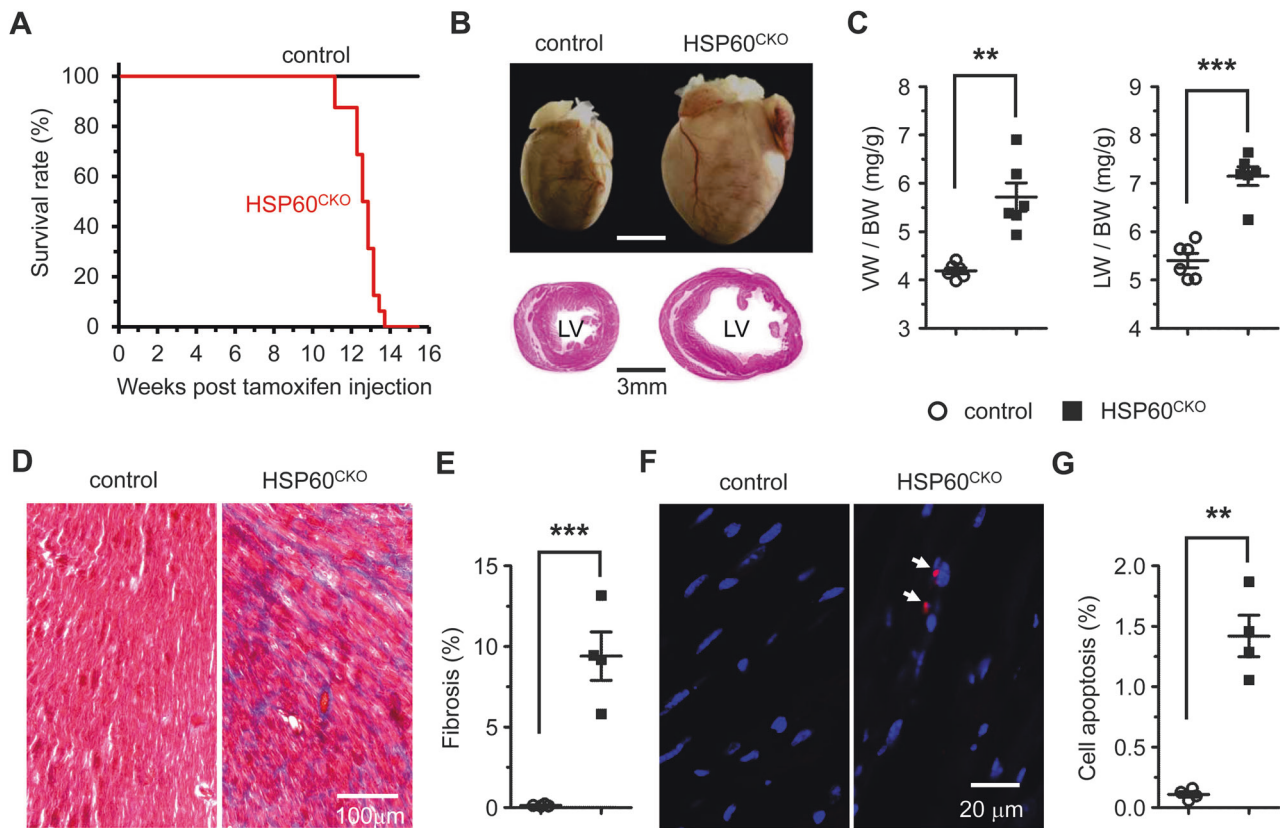 A
control
HSP60CKO
Survival rate (%)
100
80
60
40
20
0
0 2 4 6 8 10 12 14 16
Weeks post tamoxifen injection
B
control HSP60CKO
LV LV
3mm
C
**
VW / BW (mg/g)
8
7
6
5
4
3
***
LW / BW (mg/g)
9
8
7
6
5
4
control HSP60CKO
D
control HSP60CKO
100μm
E
***
Fibrosis (%)
15
10
5
0
F
control HSP60CKO
20 μm
G
**
Cell apoptosis (%)
2.0
1.5
1.0
0.5
0.0